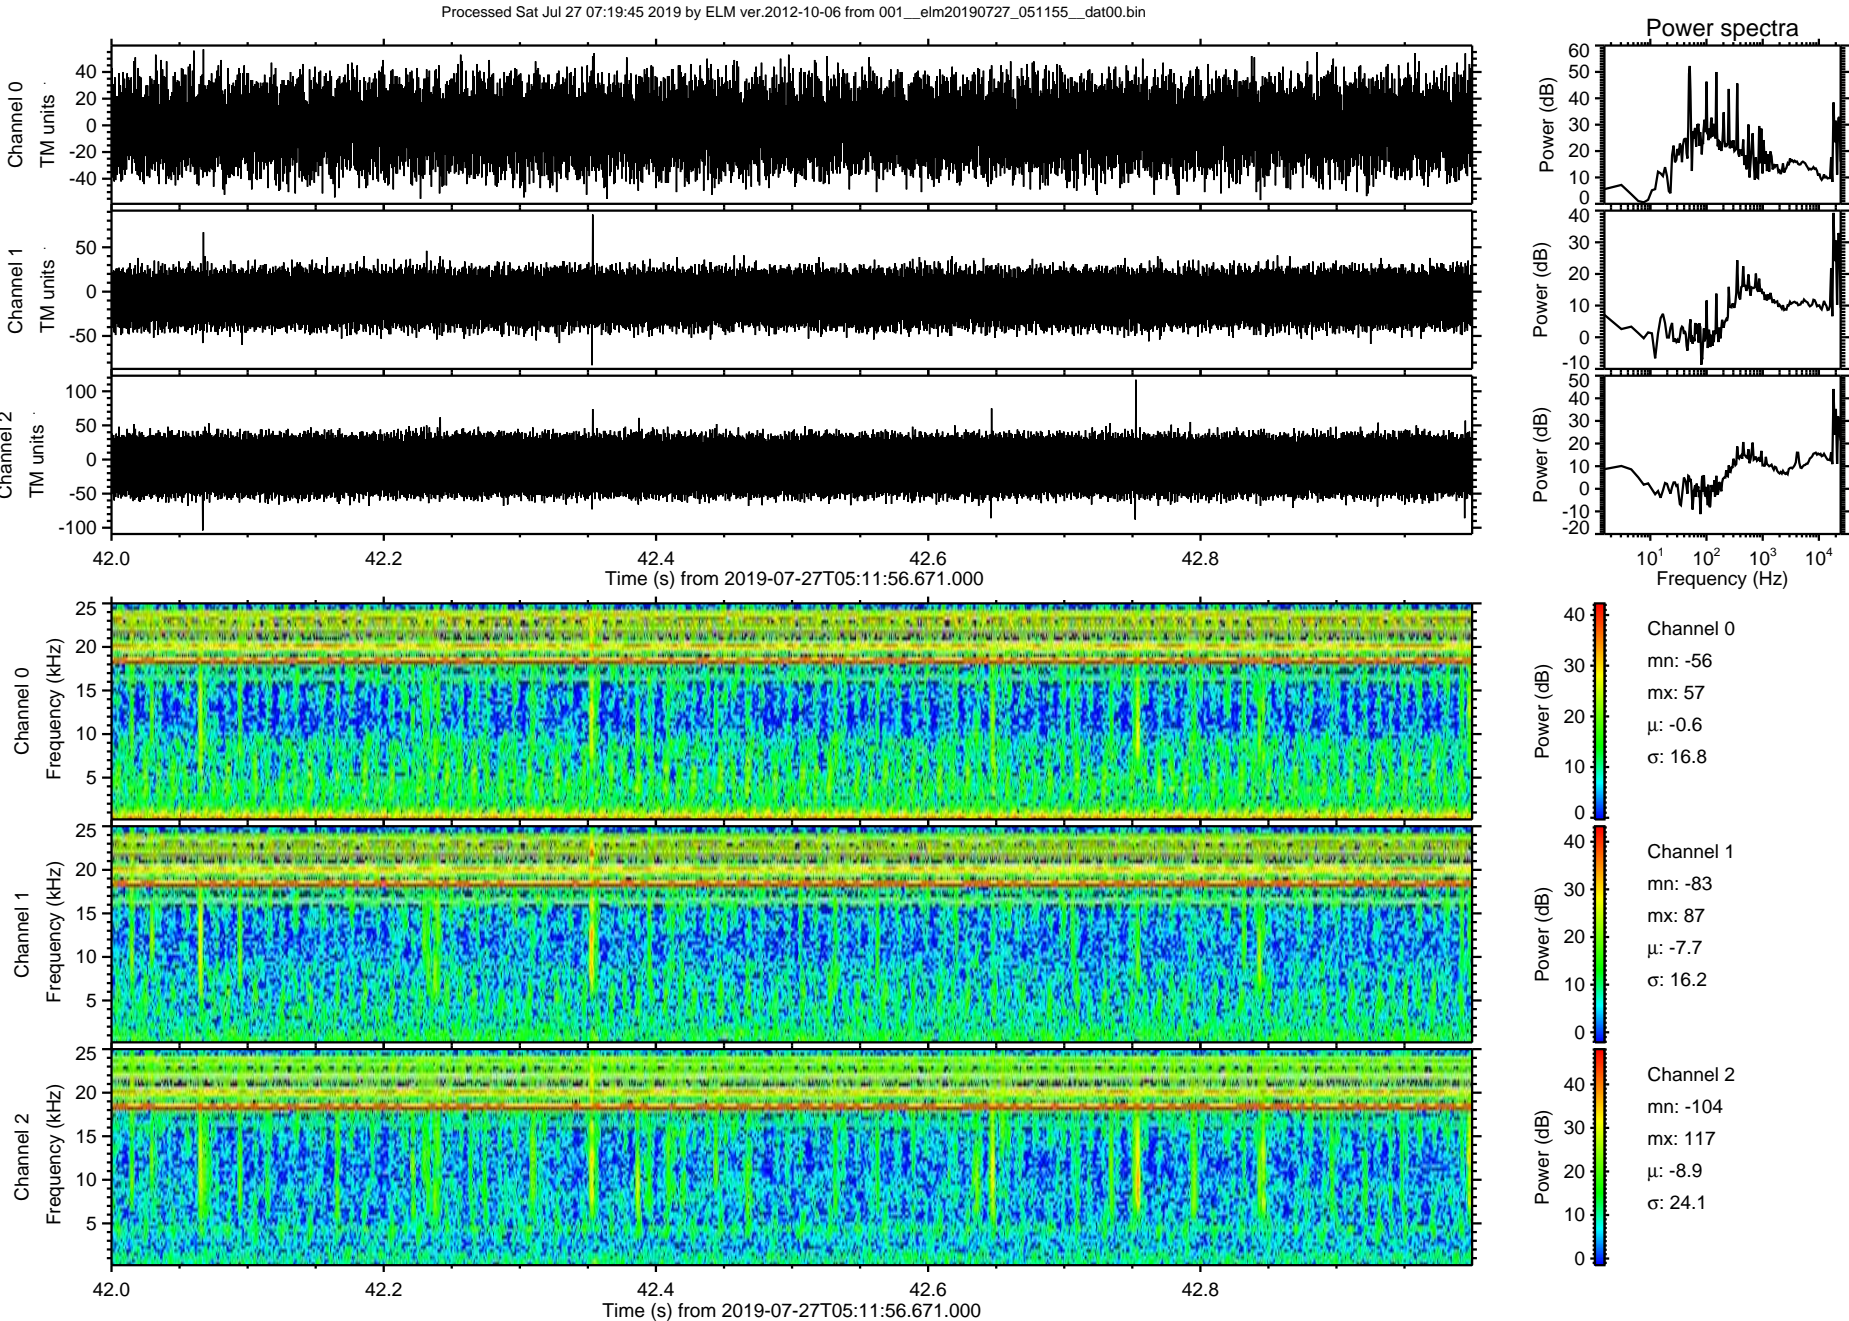 Processed Sat Jul 27 07:19:45 2019 by ELM ver.2012-10-06 from 001__elm20190727_051155__dat00.bin
Power spectra
Channel 0
TM units
40
20
0
-20
-40
Power (dB)
60
50
40
30
20
10
0
Channel 1
TM units
50
0
-50
Power (dB)
40
30
20
10
0
-10
Channel 2
TM units
100
50
0
-50
-100
Power (dB)
50
40
30
20
10
0
-10
-20
42.0 42.2 42.4 42.6 42.8
Time (s) from 2019-07-27T05:11:56.671.000
10¹ 10² 10³ 10⁴
Frequency (Hz)
Channel 0
Frequency (kHz)
25
20
15
10
5
Power (dB)
40
30
20
10
0
Channel 0
mn: -56
mx: 57
μ: -0.6
σ: 16.8
Channel 1
Frequency (kHz)
25
20
15
10
5
Power (dB)
40
30
20
10
0
Channel 1
mn: -83
mx: 87
μ: -7.7
σ: 16.2
Channel 2
Frequency (kHz)
25
20
15
10
5
Power (dB)
40
30
20
10
0
Channel 2
mn: -104
mx: 117
μ: -8.9
σ: 24.1
42.0 42.2 42.4 42.6 42.8
Time (s) from 2019-07-27T05:11:56.671.000